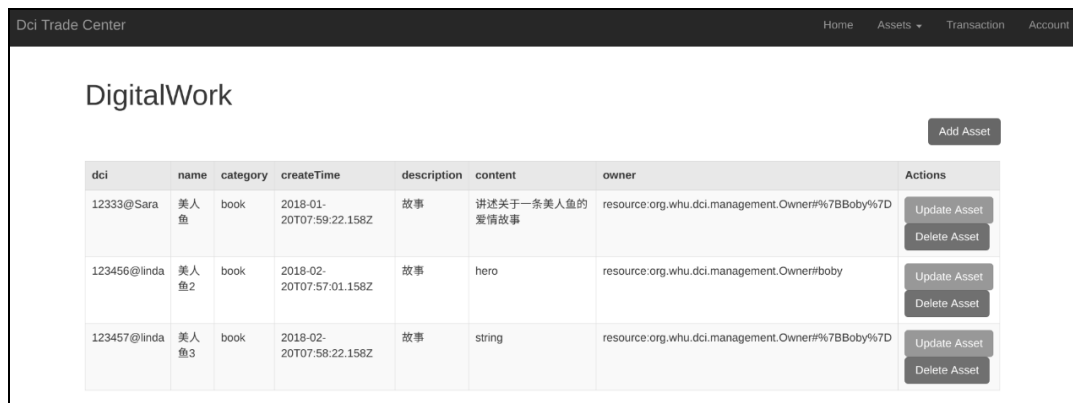 Dci Trade Center Home Assets Transaction Account
DigitalWork
Add Asset
dci name category createTime description content owner Actions
12333@Sara 美人 book 2018-01- 故事 讲述关于一条美人鱼的 resource:org.whu.dci.management.Owner#%7BBoby%7D Update Asset
鱼 20T07:59:22.158Z 爱情故事
Delete Asset
123456@linda 美人 book 2018-02- 故事 hero resource:org.whu.dci.management.Owner#boby Update Asset
鱼2 20T07:57:01.158Z
Delete Asset
123457@linda 美人 book 2018-02- 故事 string resource:org.whu.dci.management.Owner#%7BBoby%7D Update Asset
鱼3 20T07:58:22.158Z
Delete Asset